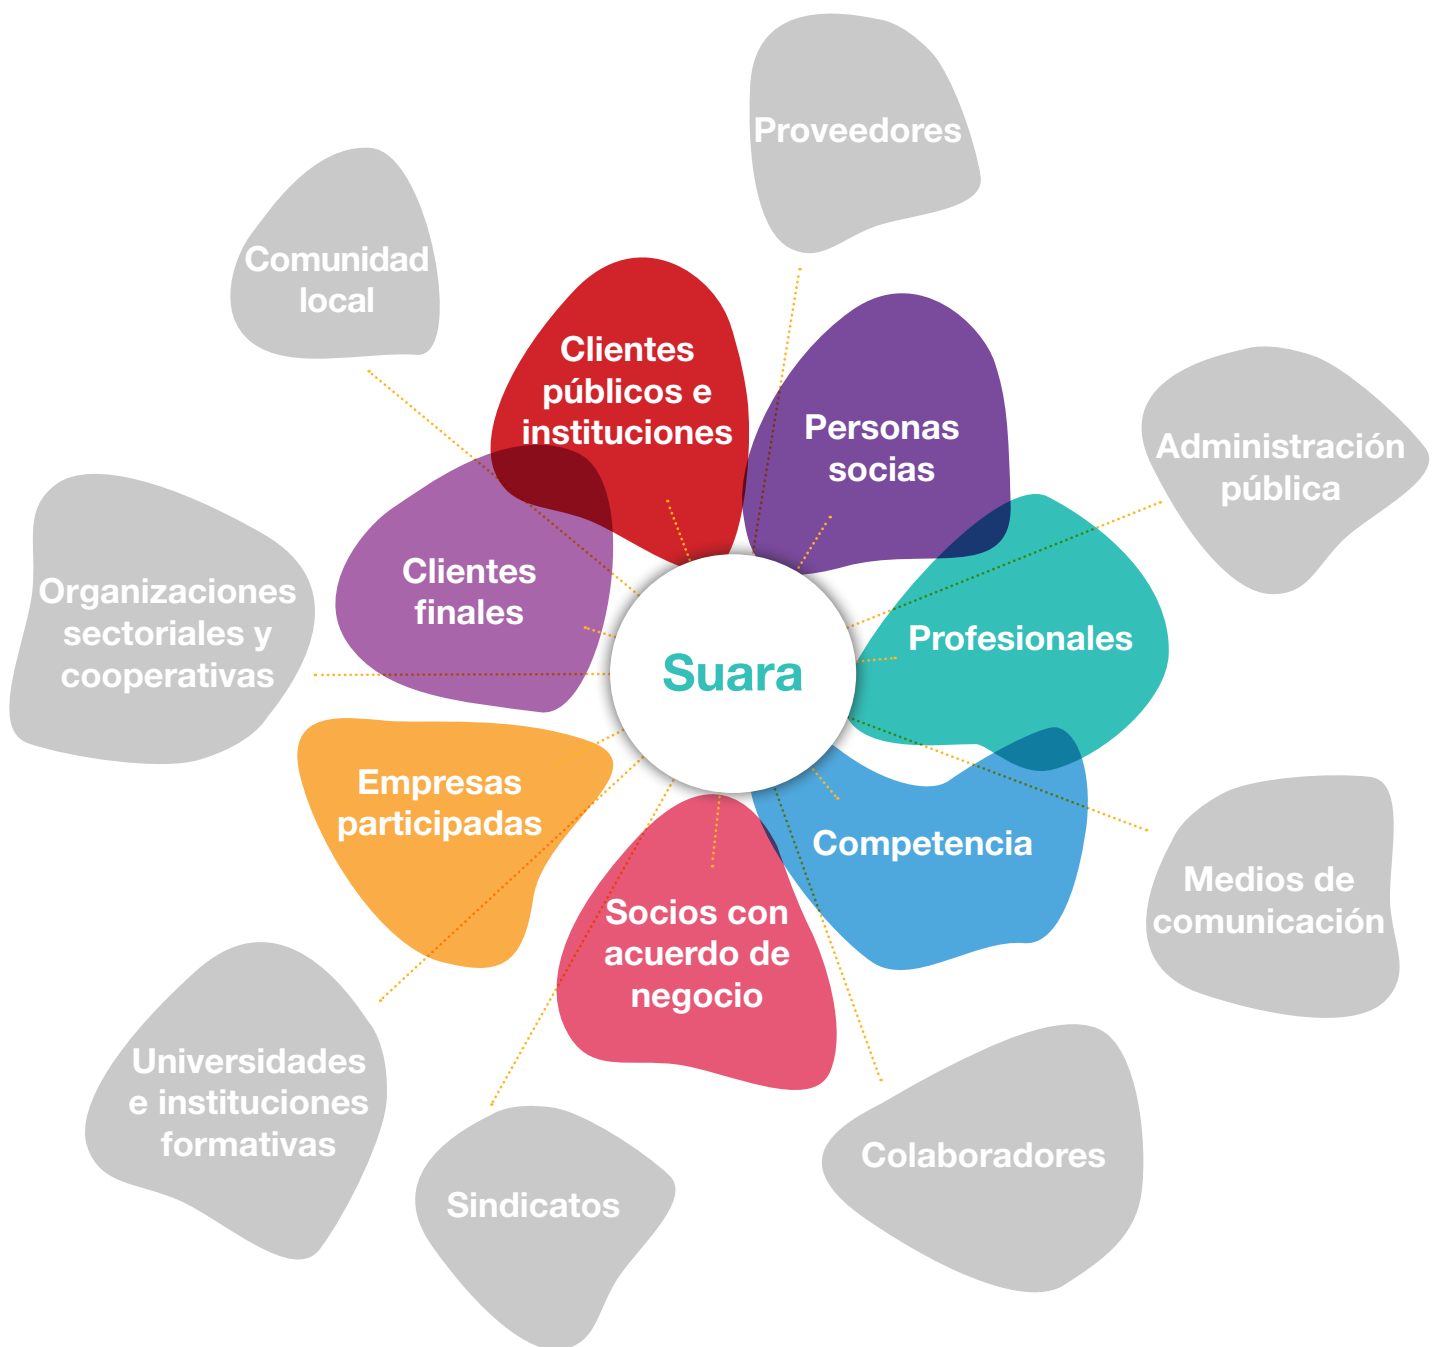 Proveedores
Comunidad
local
Clientes
públicos e
instituciones
Personas
socias
Administración
pública
Clientes
finales
Organizaciones
sectoriales y
cooperativas
Profesionales
Suara
Empresas
participadas
Competencia
Medios de
comunicación
Socios con
acuerdo de
negocio
Universidades
e instituciones
formativas
Sindicatos
Colaboradores